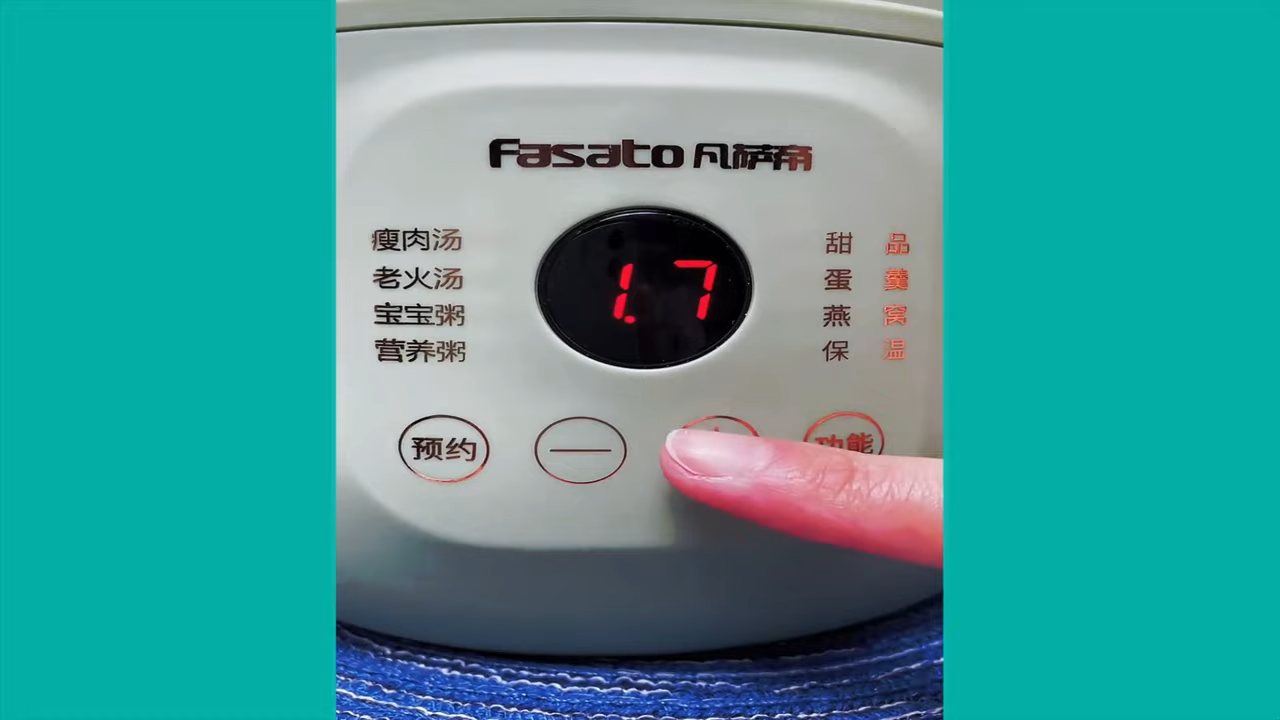 Fasato 凡萨帝
瘦肉汤
老火汤
宝宝粥
营养粥
1.7
甜品
蛋羹
燕窝
保温
预约
—
+
功能